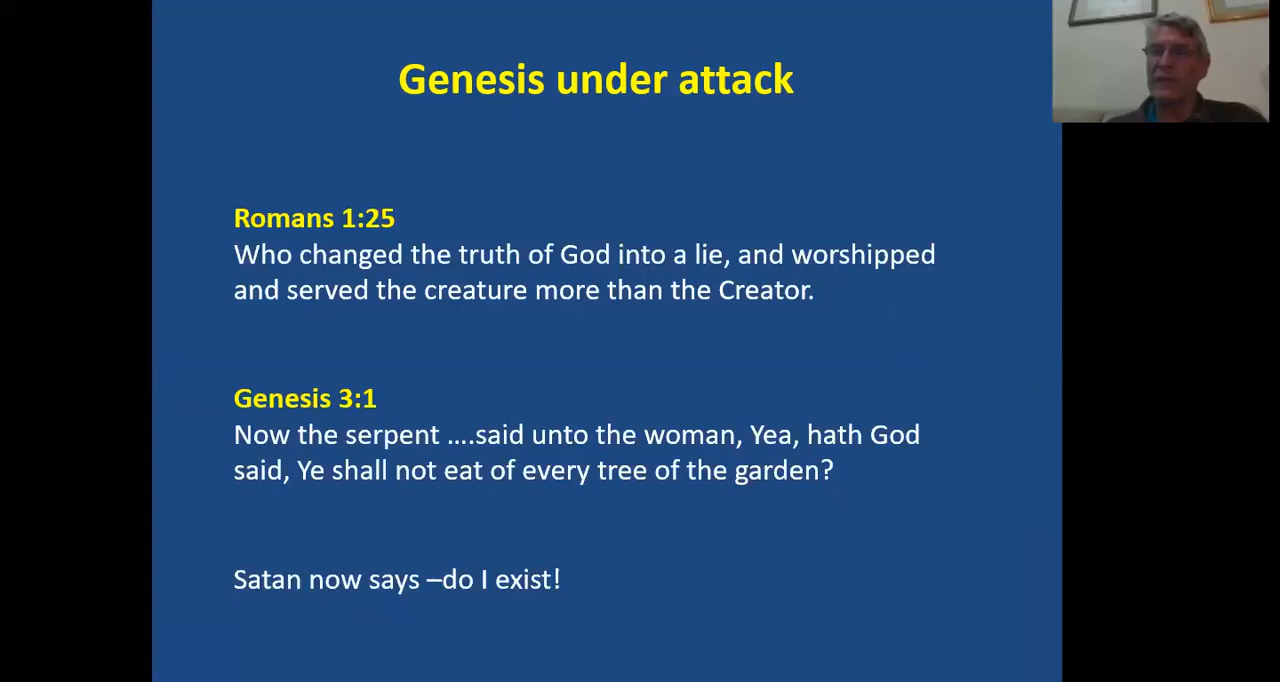 Genesis under attack
Romans 1:25
Who changed the truth of God into a lie, and worshipped
and served the creature more than the Creator.
Genesis 3:1
Now the serpent ....said unto the woman, Yea, hath God
said, Ye shall not eat of every tree of the garden?
Satan now says –do I exist!